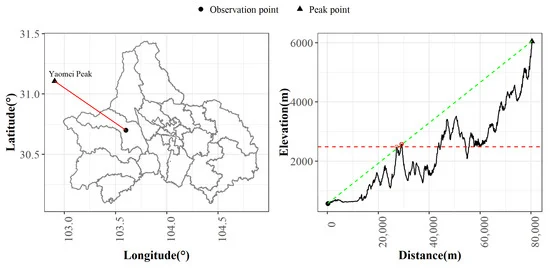 Observation point Peak point
31.5
31.0
30.5
Latitude(°)
Yaomei Peak
103.0
103.5
104.0
104.5
Longitude(°)
6000
4000
2000
Elevation(m)
0
20,005
40,000
60,000
80,000
Distance(m)